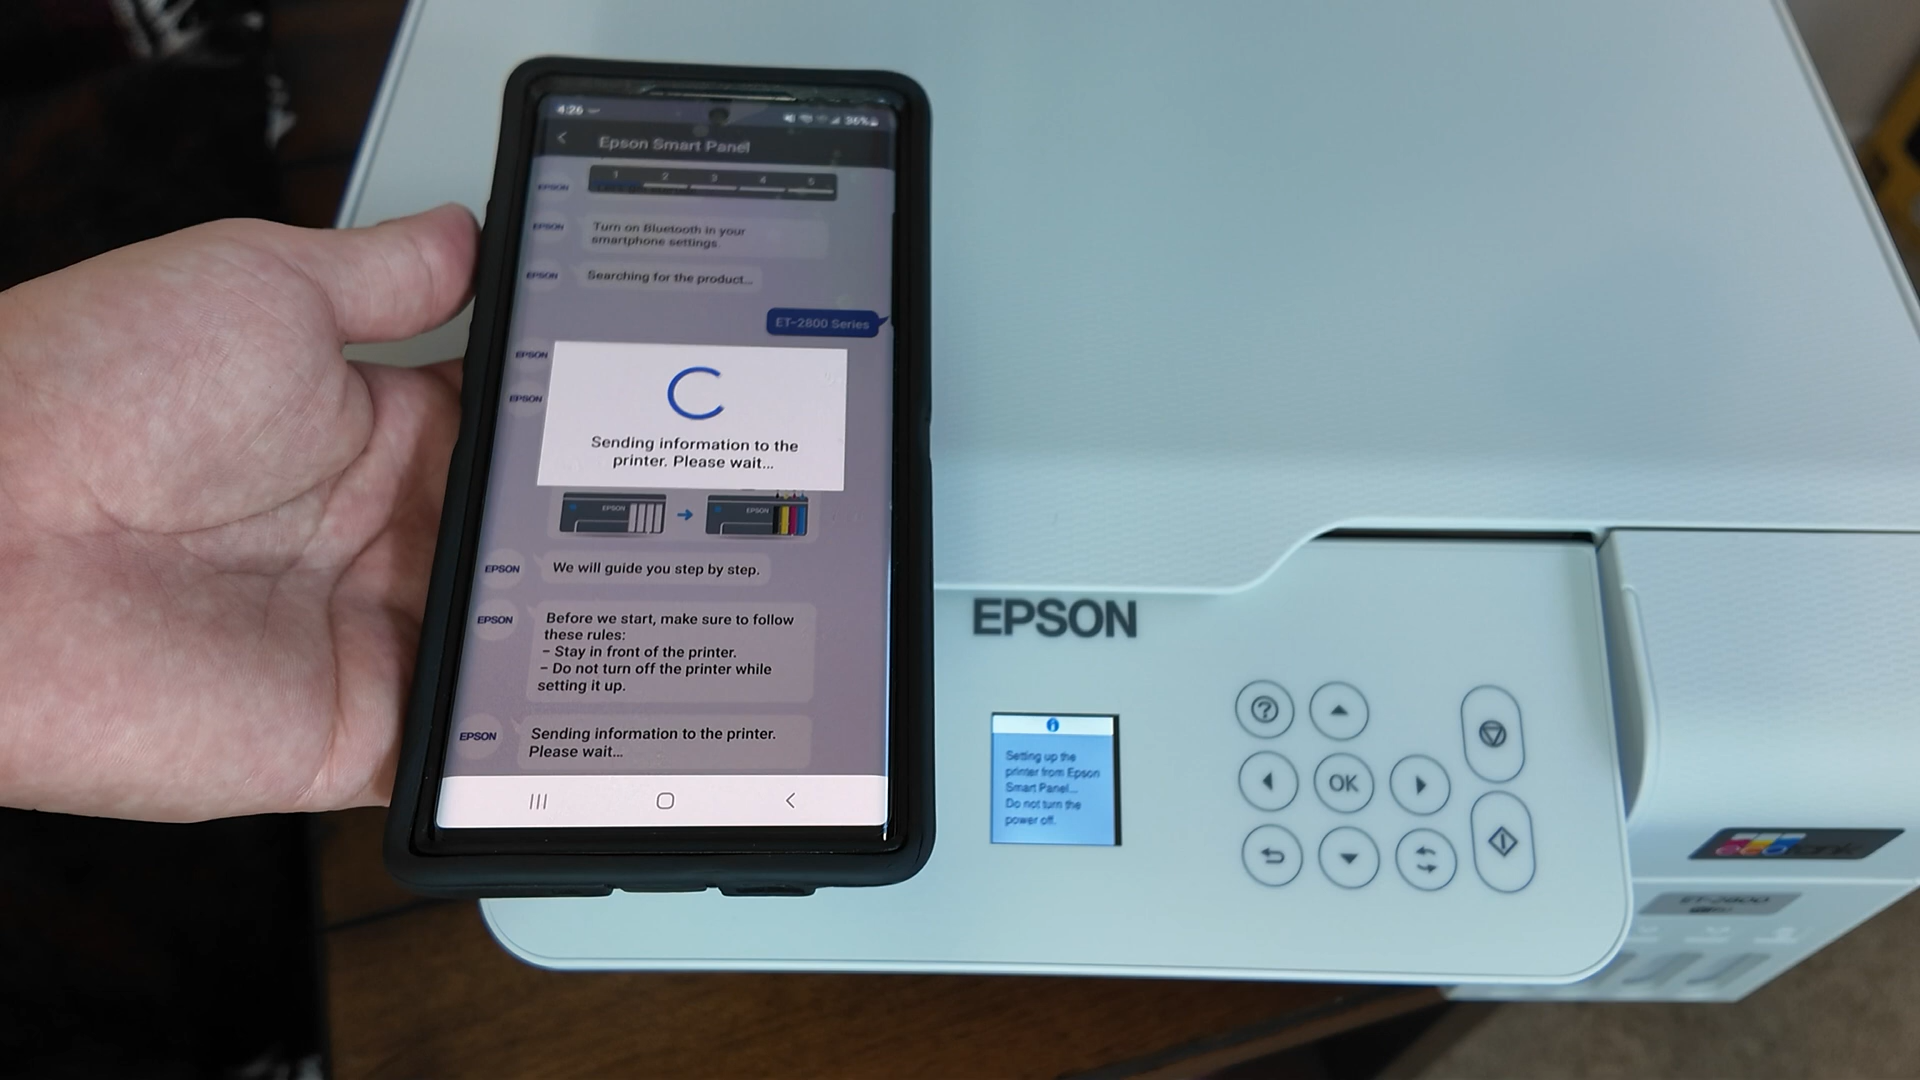 4:26
36%
Epson Smart Panel
1 2 3 4 5
EPSON
EPSON
Turn on Bluetooth in your
smartphone settings.
EPSON
Searching for the product...
ET-2800 Series
EPSON
EPSON
Sending information to the
printer. Please wait...
EPSON
EPSON
EPSON
We will guide you step by step.
EPSON
Before we start, make sure to follow
these rules:
- Stay in front of the printer.
- Do not turn off the printer while
setting it up.
EPSON
Sending information to the printer.
Please wait...
EPSON
i
Setting up the
printer from Epson
Smart Panel...
Do not turn the
power off.
?
OK
ecotank
ET-2800